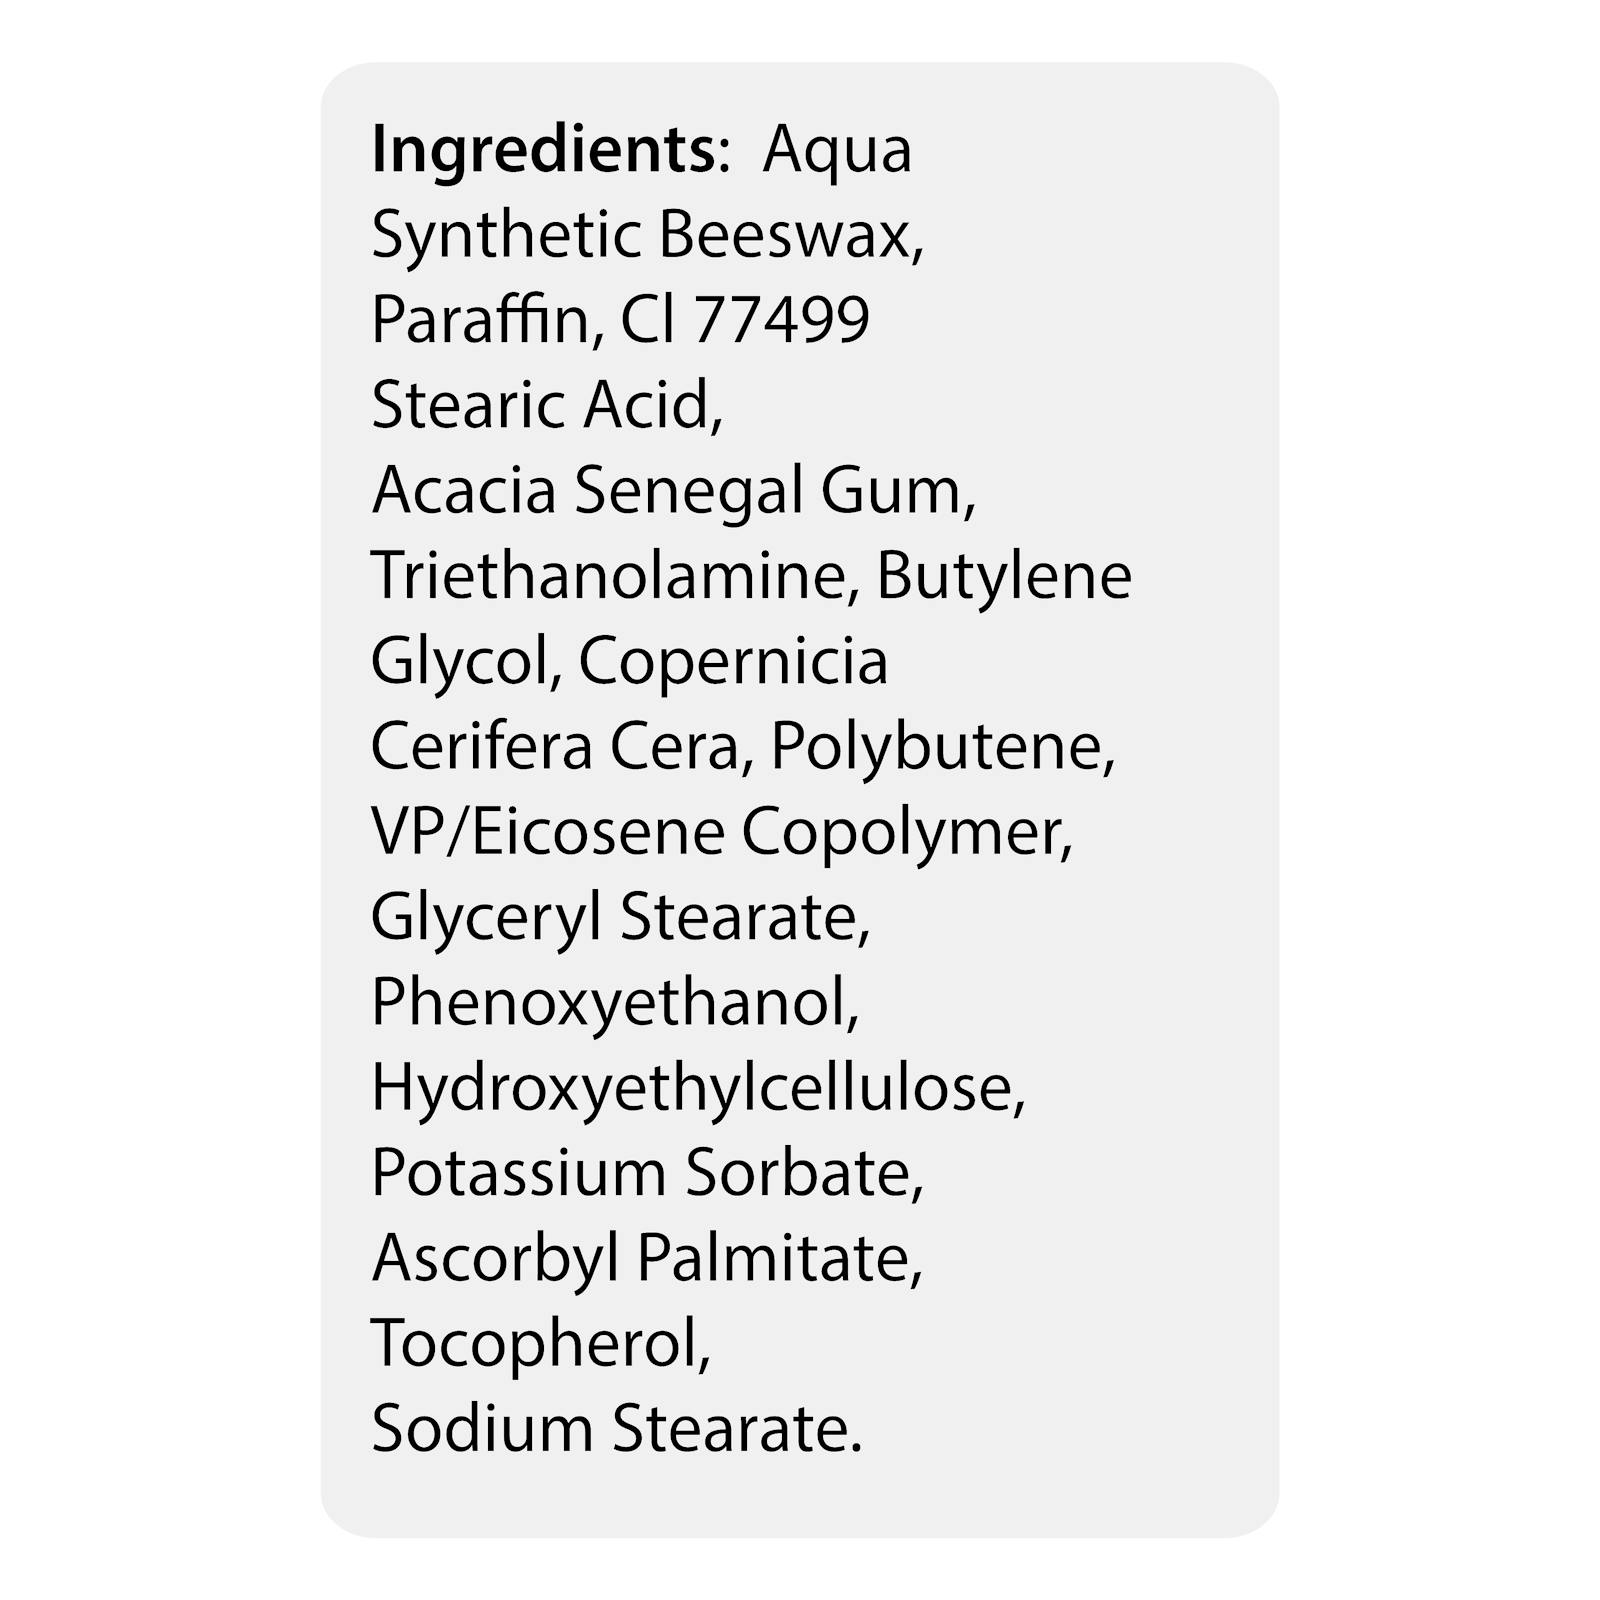 Ingredients:  Aqua
Synthetic Beeswax,
Paraffin, Cl 77499
Stearic Acid,
Acacia Senegal Gum,
Triethanolamine, Butylene
Glycol, Copernicia
Cerifera Cera, Polybutene,
VP/Eicosene Copolymer,
Glyceryl Stearate,
Phenoxyethanol,
Hydroxyethylcellulose,
Potassium Sorbate,
Ascorbyl Palmitate,
Tocopherol,
Sodium Stearate.